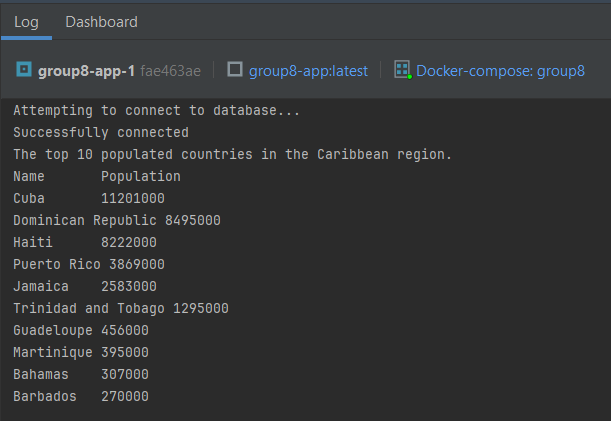 Log Dashboard
group8-app-1 fae463ae group8-app:latest Docker-compose: group8
Attempting to connect to database...
Successfully connected
The top 10 populated countries in the Caribbean region.
Name Population
Cuba 11201000
Dominican Republic 8495000
Haiti 8222000
Puerto Rico 3869000
Jamaica 2583000
Trinidad and Tobago 1295000
Guadeloupe 456000
Martinique 395000
Bahamas 307000
Barbados 270000